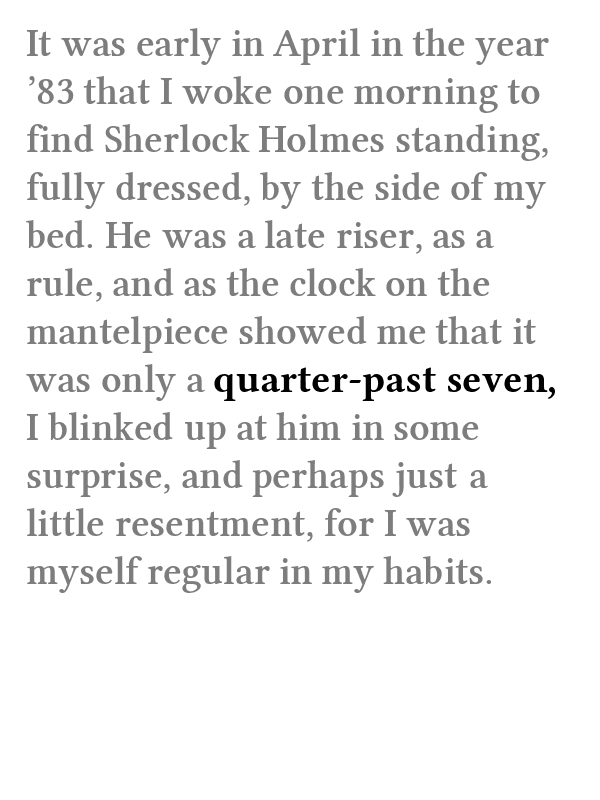 It was early in April in the year
’83 that I woke one morning to
find Sherlock Holmes standing,
fully dressed, by the side of my
bed. He was a late riser, as a
rule, and as the clock on the
mantelpiece showed me that it
was only a quarter-past seven,
I blinked up at him in some
surprise, and perhaps just a
little resentment, for I was
myself regular in my habits.